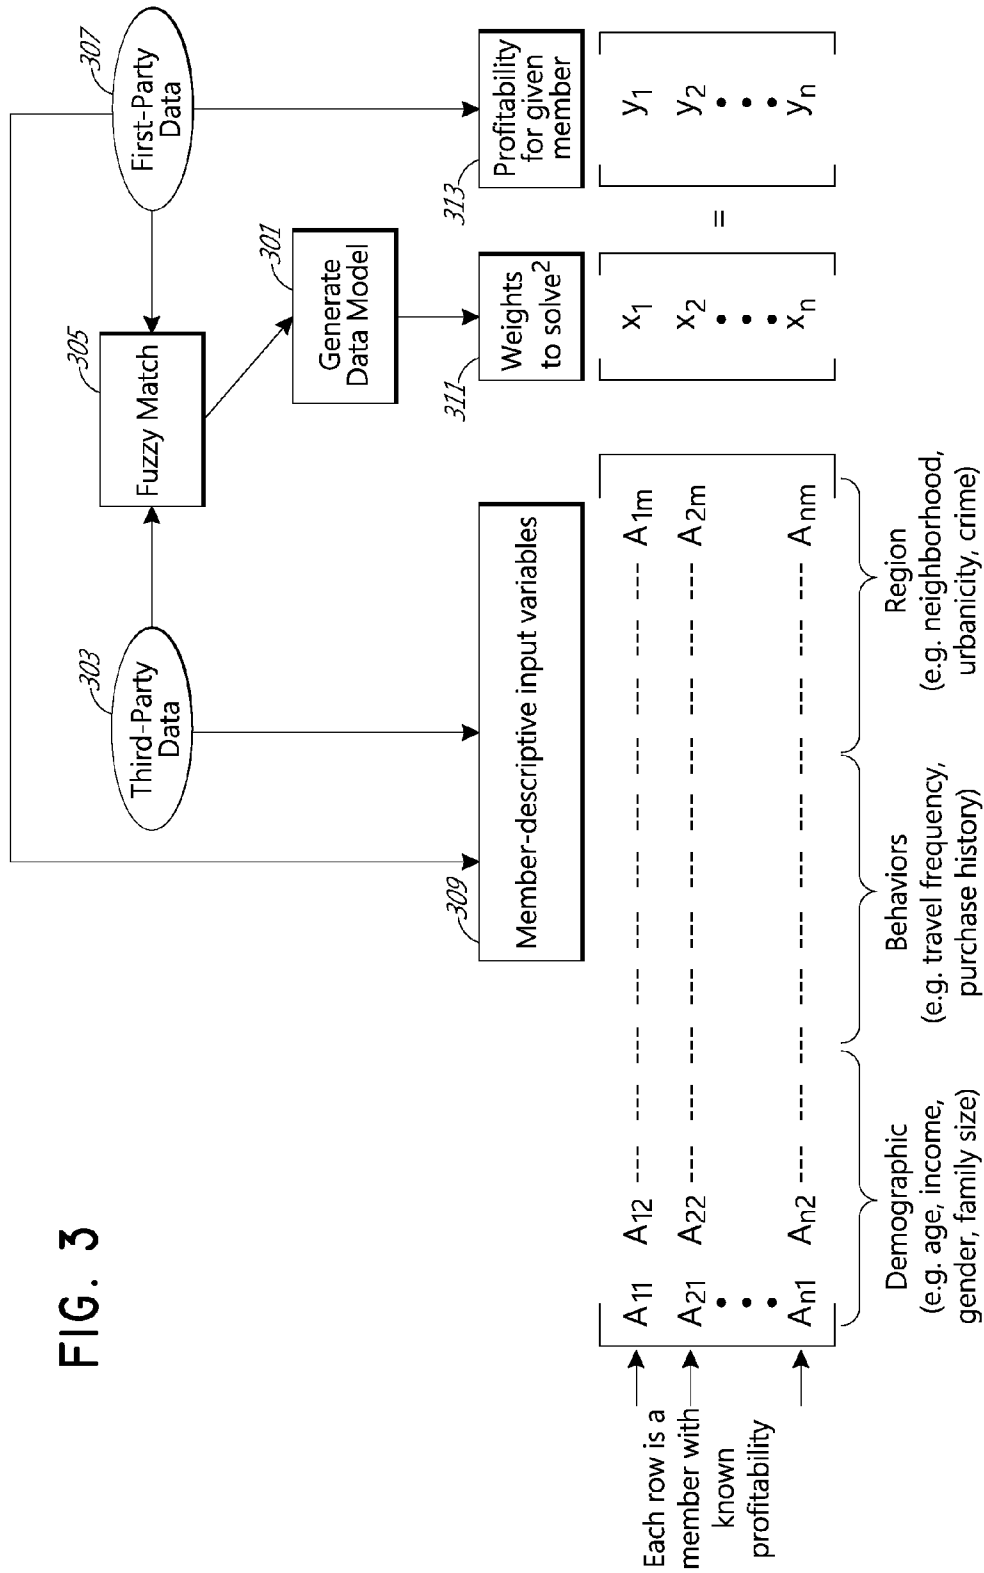 FIG. 3
303
Third-Party
Data
305
Fuzzy Match
307
First-Party
Data
301
Generate
Data Model
309
Member-descriptive input variables
311
Weights
to solve²
313
Profitability
for given
member
Each row is a
member with
known
profitability
A11 A12 A1m
A21 A22 A2m
An1 An2 Anm
x1
x2
xn
=
y1
y2
yn
Demographic
(e.g. age, income,
gender, family size)
Behaviors
(e.g. travel frequency,
purchase history)
Region
(e.g. neighborhood,
urbanicity, crime)